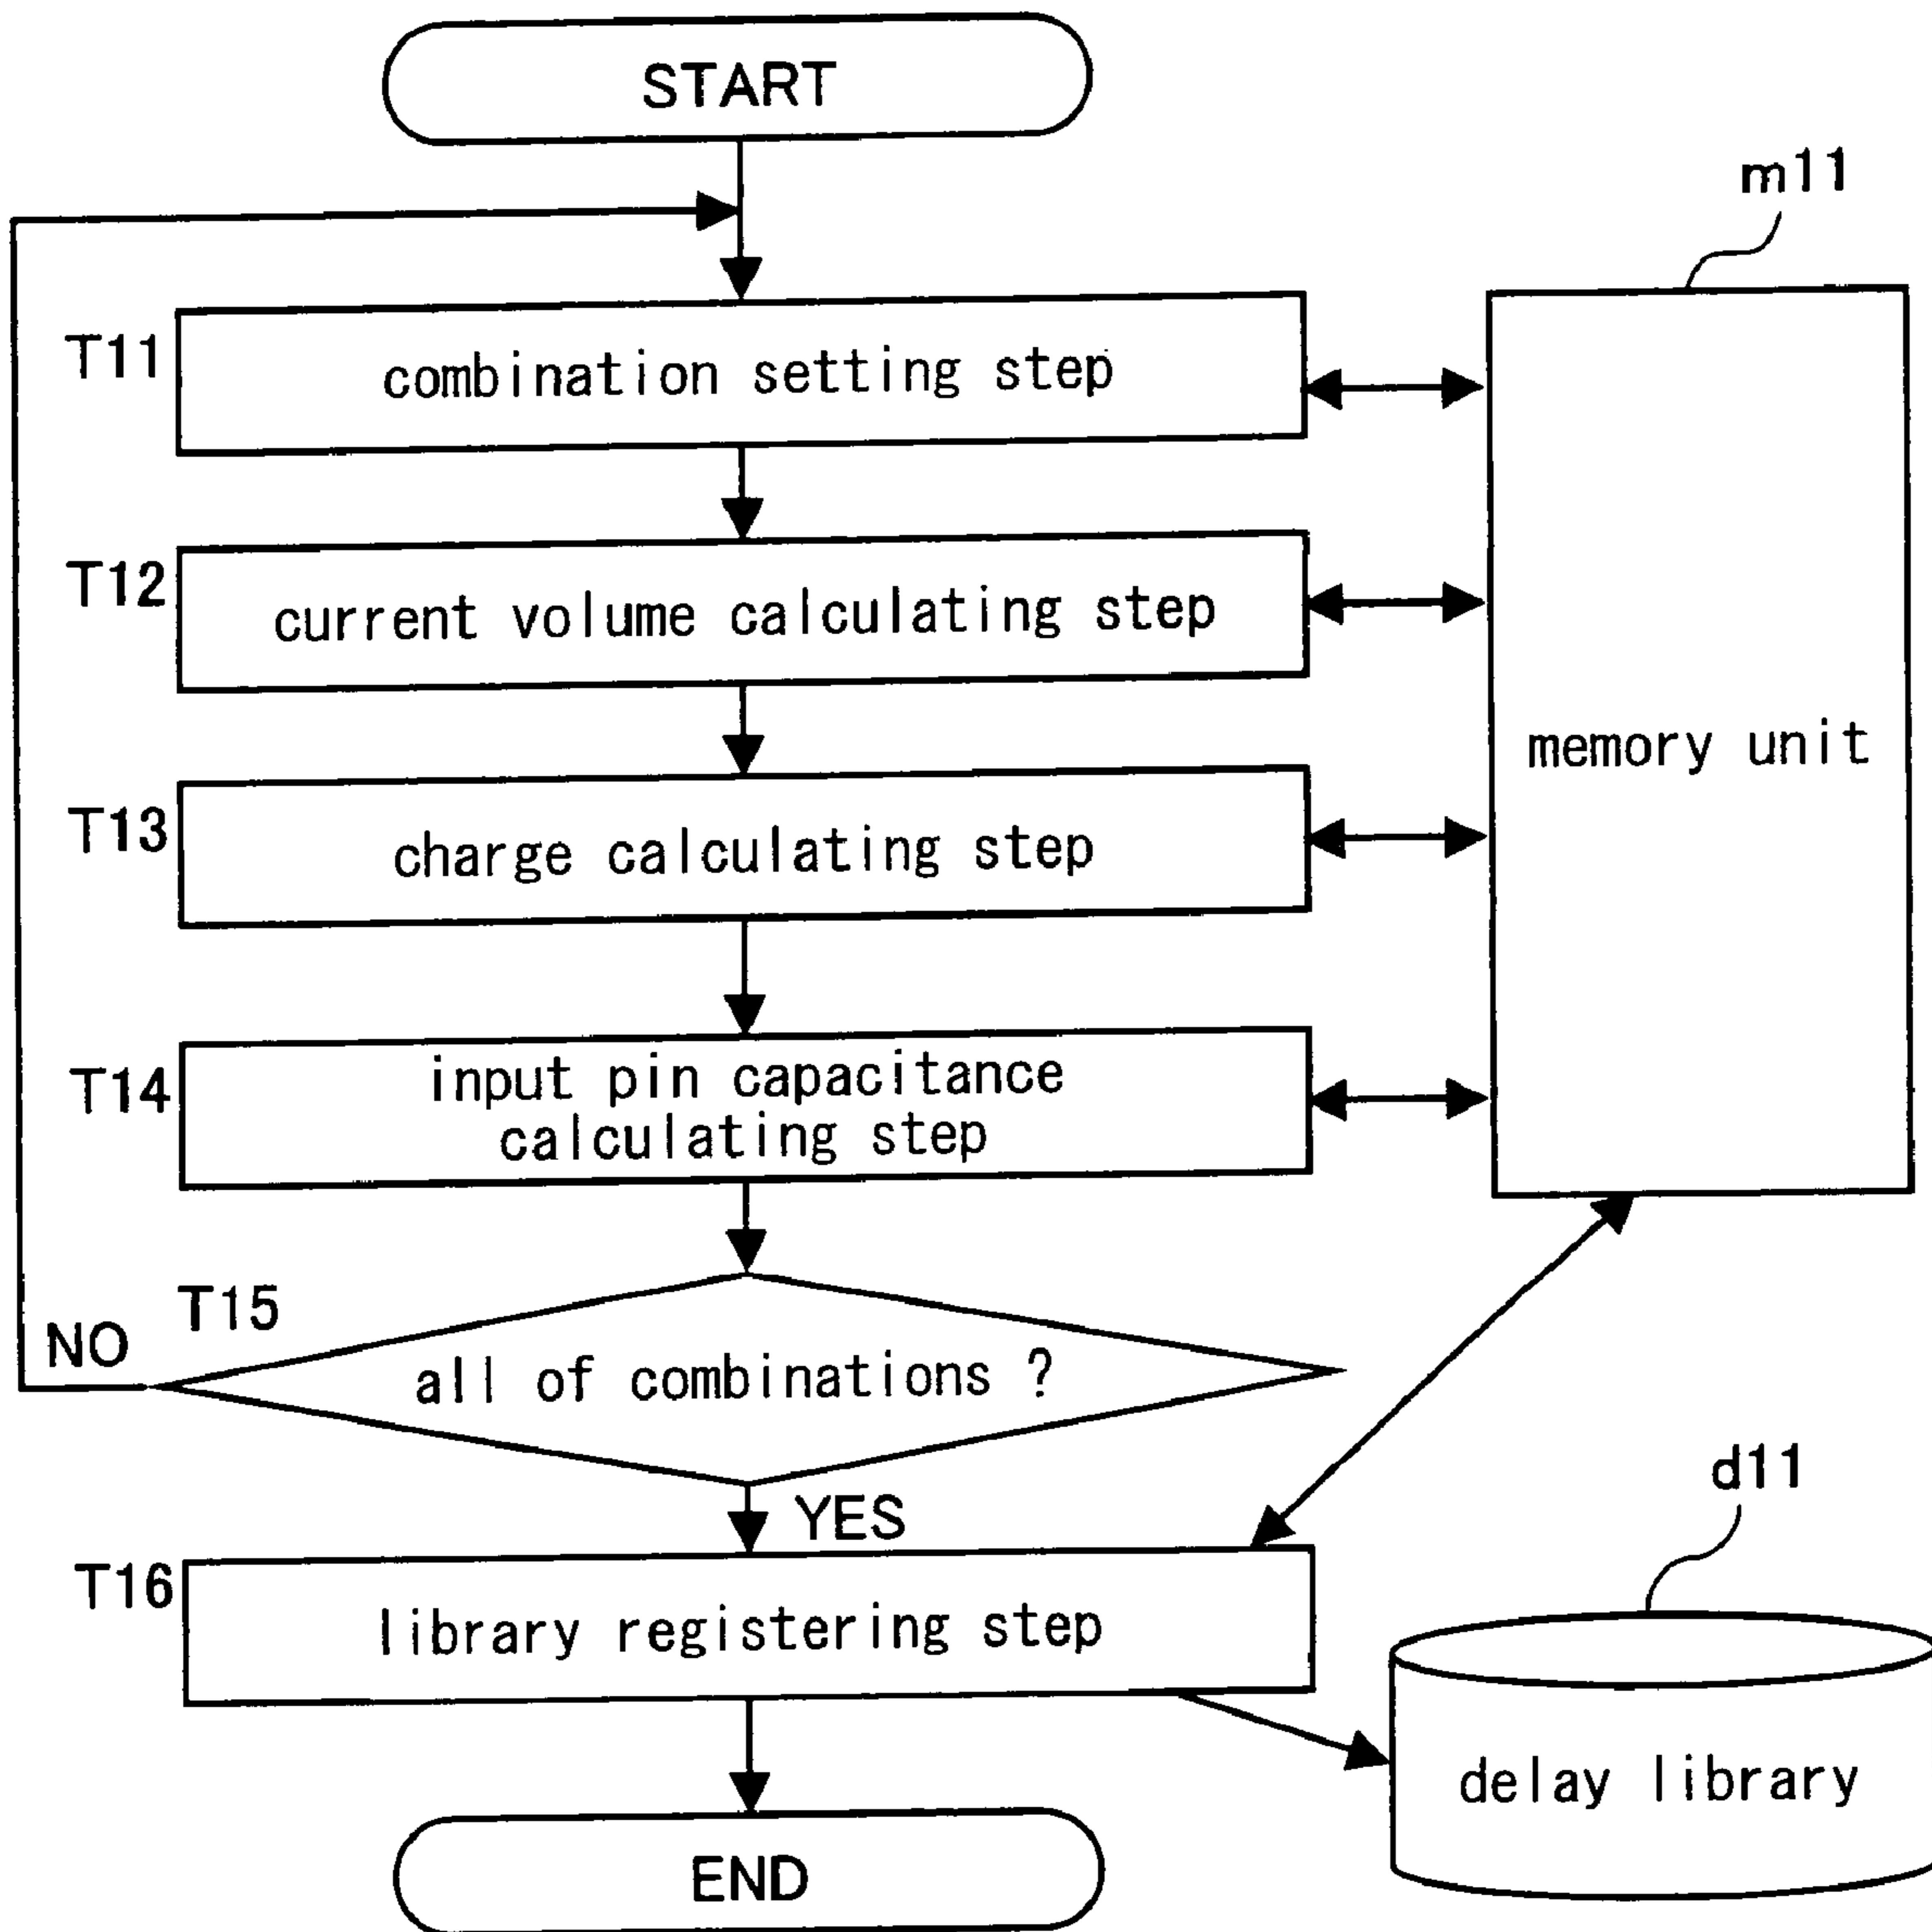 START
m11
T11
combination setting step
T12
current volume calculating step
memory unit
T13
charge calculating step
T14
input pin capacitance
calculating step
T15
NO
all of combinations ?
YES
d11
T16
library registering step
delay library
END